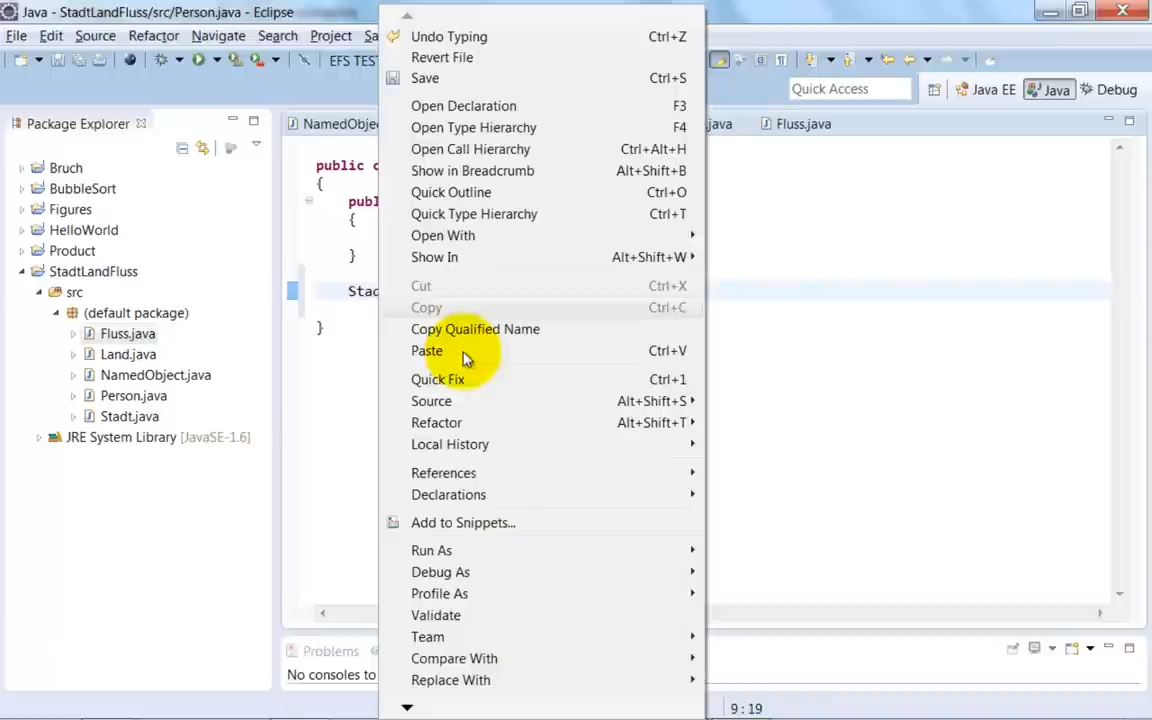 Java - StadtLandFluss/src/Person.java - Eclipse
File Edit Source Refactor Navigate Search Project
EFS TEST
Quick Access
Java EE
Java
Debug
Package Explorer
Bruch
BubbleSort
Figures
HelloWorld
Product
StadtLandFluss
src
(default package)
Fluss.java
Land.java
NamedObject.java
Person.java
Stadt.java
JRE System Library [JavaSE-1.6]
NamedObje
.java
Fluss.java
public c
{
publ
{
}
Stad
}
Undo Typing Ctrl+Z
Revert File
Save Ctrl+S
Open Declaration F3
Open Type Hierarchy F4
Open Call Hierarchy Ctrl+Alt+H
Show in Breadcrumb Alt+Shift+B
Quick Outline Ctrl+O
Quick Type Hierarchy Ctrl+T
Open With
Show In Alt+Shift+W
Cut Ctrl+X
Copy Ctrl+C
Copy Qualified Name
Paste Ctrl+V
Quick Fix Ctrl+1
Source Alt+Shift+S
Refactor Alt+Shift+T
Local History
References
Declarations
Add to Snippets...
Run As
Debug As
Profile As
Validate
Team
Compare With
Replace With
Problems
No consoles to
9 : 19